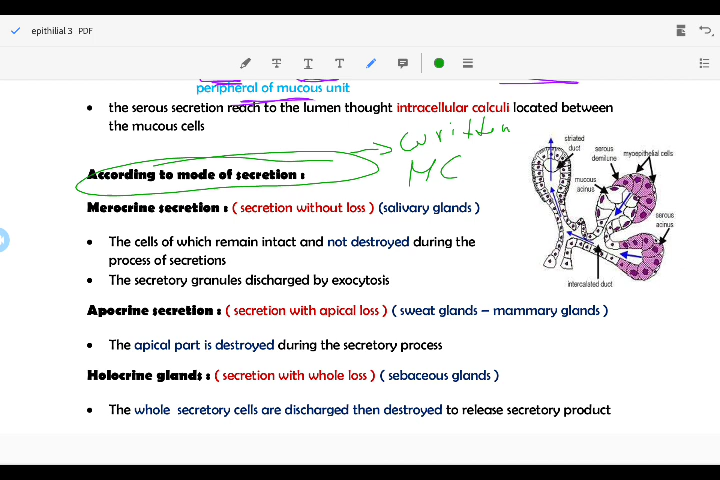 epithilial 3 PDF
peripheral of mucous unit
• the serous secretion reach to the lumen thought intracellular calculi located between
the mucous cells
written
MC
According to mode of secretion :
Merocrine secretion : ( secretion without loss ) (salivary glands )
• The cells of which remain intact and not destroyed during the
process of secretions
• The secretory granules discharged by exocytosis
striated
duct
serous
demilune
myoepithelial cells
mucous
acinus
serous
acinus
intercalated duct
Apocrine secretion : ( secretion with apical loss ) ( sweat glands – mammary glands )
• The apical part is destroyed during the secretory process
Holocrine glands : ( secretion with whole loss ) ( sebaceous glands )
• The whole secretory cells are discharged then destroyed to release secretory product